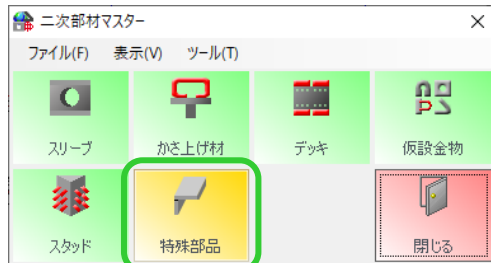 二次部材マスター
ファイル(F) 表示(V) ツール(T)
スリーブ かさ上げ材 デッキ 仮設金物
スタッド 特殊部品 閉じる